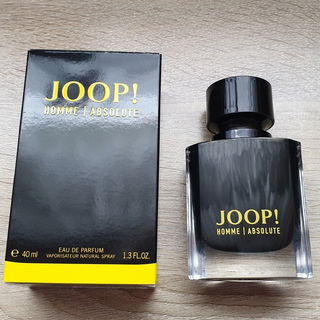 JOOP!
HOMME | ABSOLUTE
EAU DE PARFUM
VAPORISATEUR NATURAL SPRAY
℮ 40 ml
1.3 FL.OZ.
JOOP!
HOMME | ABSOLUTE